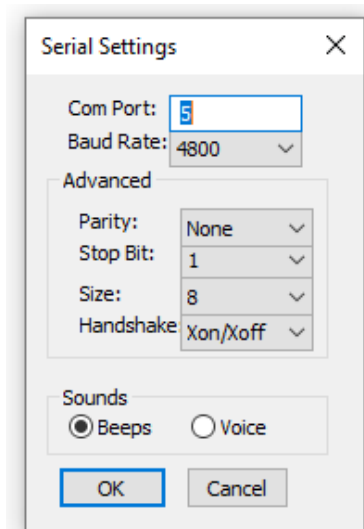 Serial Settings
Com Port: 5
Baud Rate: 4800
Advanced
Parity: None
Stop Bit: 1
Size: 8
Handshake: Xon/Xoff
Sounds
Beeps Voice
OK Cancel